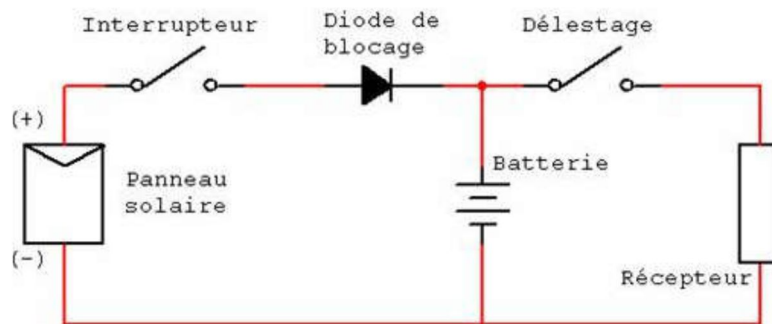 Interrupteur
Diode de
blocage
Délestage
(+)
Panneau
solaire
Batterie
(-)
Récepteur